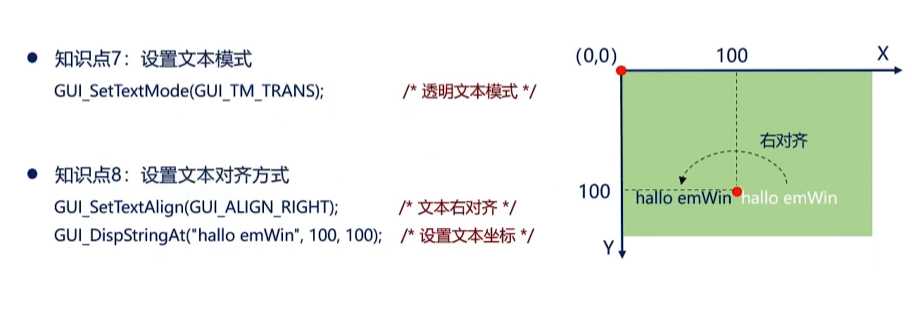 知识点7：设置文本模式
GUI_SetTextMode(GUI_TM_TRANS); /* 透明文本模式 */
知识点8：设置文本对齐方式
GUI_SetTextAlign(GUI_ALIGN_RIGHT); /* 文本右对齐 */
GUI_DispStringAt("hallo emWin", 100, 100); /* 设置文本坐标 */
(0,0) 100 X
右对齐
100 hallo emWin hallo emWin
Y